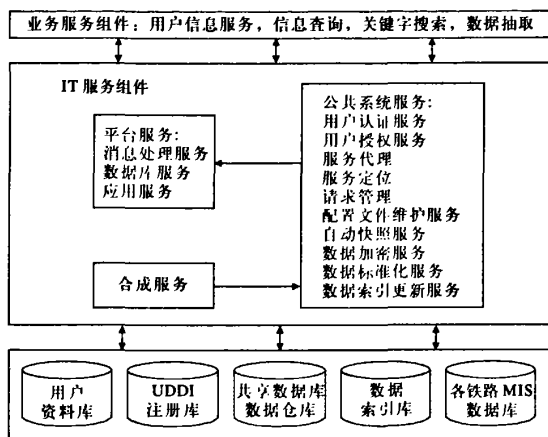 业务服务组件：用户信息服务，信息查询，关键字搜索，数据抽取
IT 服务组件
平台服务：
消息处理服务
数据库服务
应用服务
合成服务
公共系统服务：
用户认证服务
用户授权服务
服务代理
服务定位
请求管理
配置文件维护服务
自动快照服务
数据加密服务
数据标准化服务
数据索引更新服务
用户
资料库
UDDI
注册库
共享数据库
数据仓库
数据
索引库
各铁路 MIS
数据库